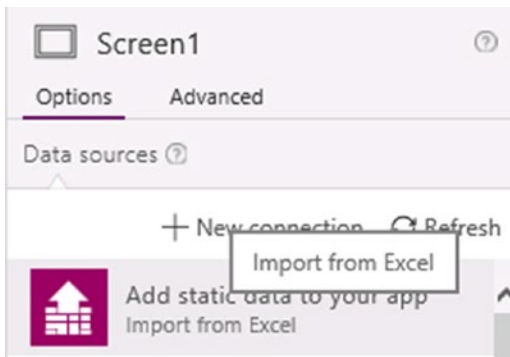 Screen1
Options Advanced
Data sources
+ New connection Refresh
Import from Excel
Add static data to your app
Import from Excel